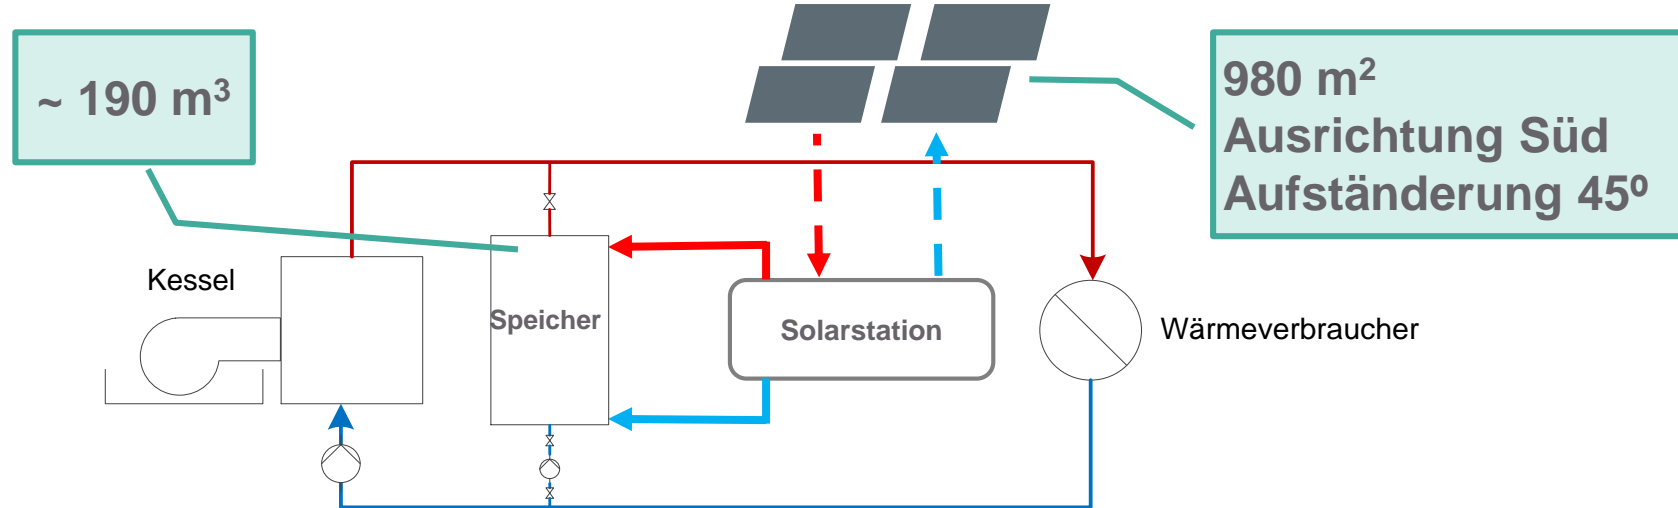 ~ 190 m³
980 m²
Ausrichtung Süd
Aufständerung 45º
Kessel
Speicher
Solarstation
Wärmeverbraucher